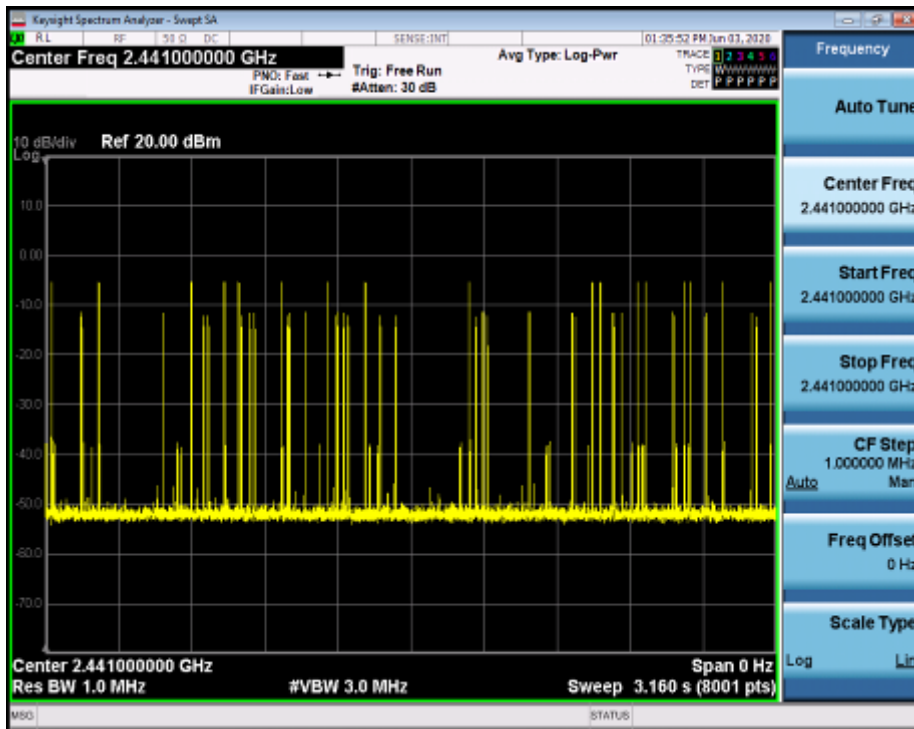 Keysight Spectrum Analyzer - Swept SA
RL RF 50 Ω DC SENSE:INT 01:35:52 PM Jun 03, 2020
Center Freq 2.441000000 GHz
PNO: Fast
IFGain:Low
Trig: Free Run
#Atten: 30 dB
Avg Type: Log-Pwr
TRACE 1 2 3 4 5 6
TYPE
DET P P P P P P
10 dB/div Ref 20.00 dBm
Log
10.0
0.00
-10.0
-20.0
-30.0
-40.0
-50.0
-60.0
-70.0
Center 2.441000000 GHz Span 0 Hz
Res BW 1.0 MHz #VBW 3.0 MHz Sweep 3.160 s (8001 pts)
MSG STATUS
Frequency
Auto Tune
Center Freq
2.441000000 GHz
Start Freq
2.441000000 GHz
Stop Freq
2.441000000 GHz
CF Step
1.000000 MHz
Auto Man
Freq Offset
0 Hz
Scale Type
Log Lin